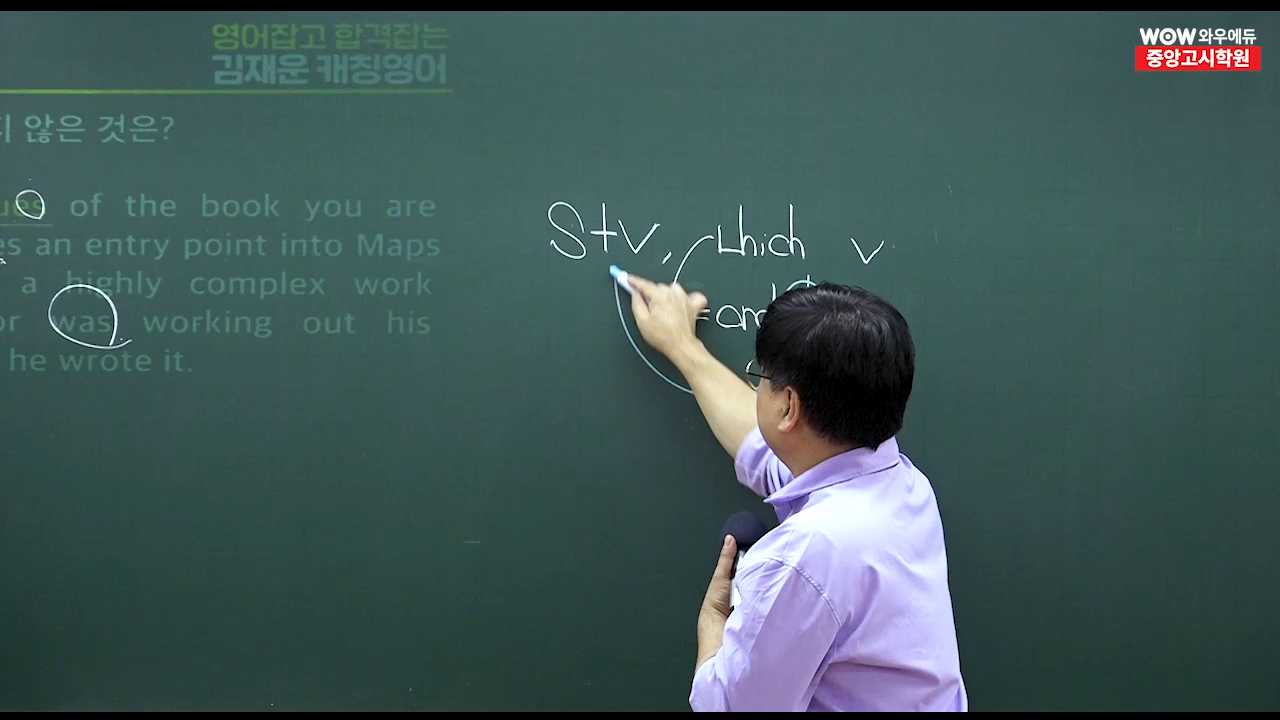 영어잡고 합격잡는
김재운 캐칭영어
WOW 와우에듀
중앙고시학원
지 않은 것은?
ues of the book you are
es an entry point into Maps
a highly complex work
or was working out his
he wrote it.
S+V, which V
=and